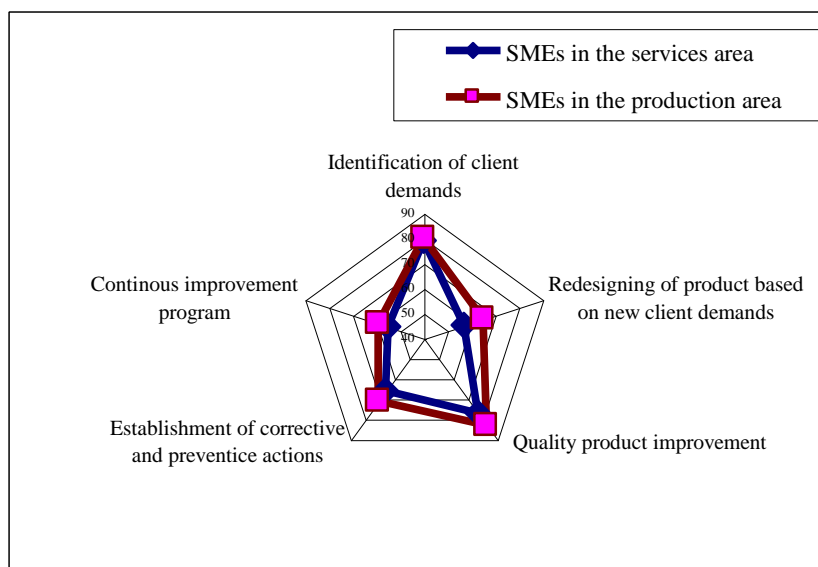 SMEs in the services area
SMEs in the production area
Identification of client
demands
90
80
70
60
50
40
Redesigning of product based
on new client demands
Quality product improvement
Establishment of corrective
and preventice actions
Continous improvement
program